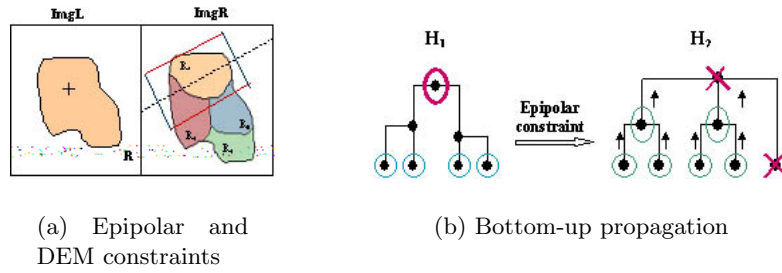 ImgL
ImgR
R
H1
H2
Epipolar
constraint
(a) Epipolar and
DEM constraints
(b) Bottom-up propagation